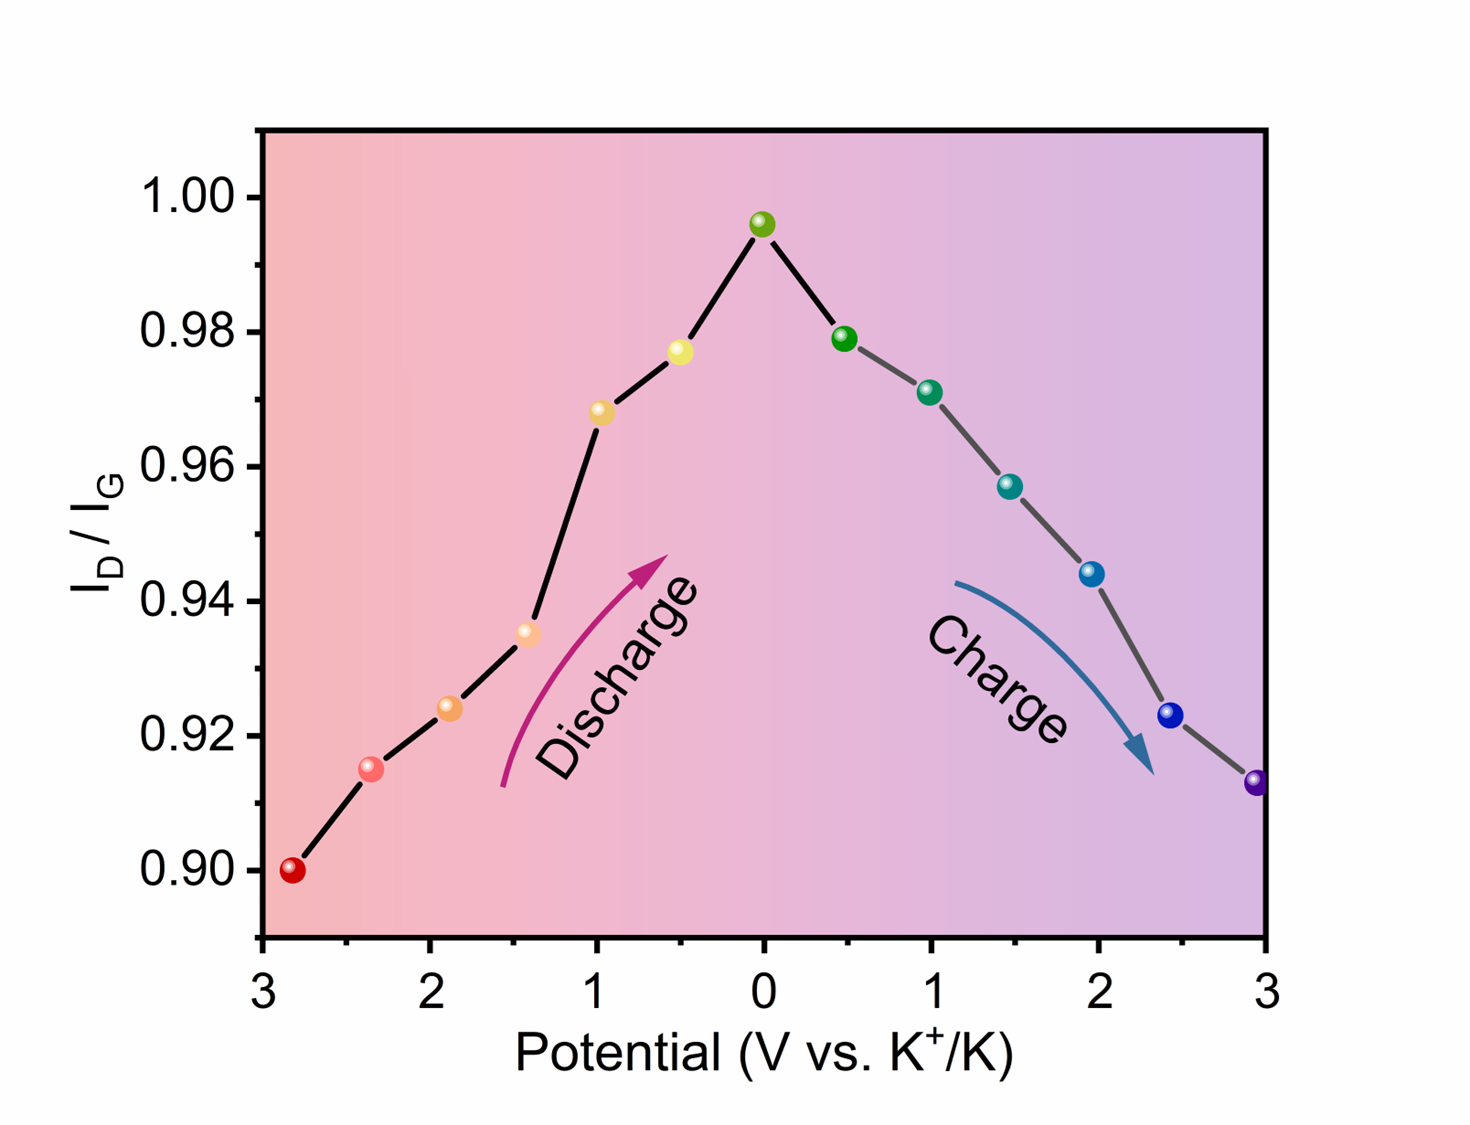 1.00
0.98
0.96
0.94
0.92
0.90
I_D / I_G
Discharge
Charge
3 2 1 0 1 2 3
Potential (V vs. K⁺/K)